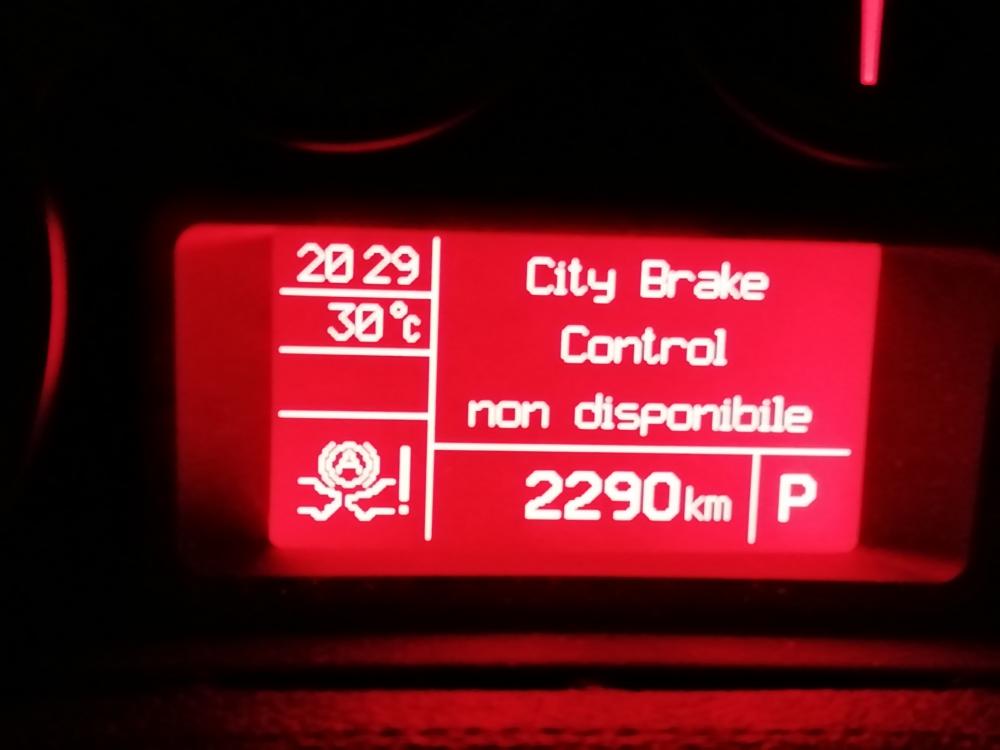 20 29
30°c
City Brake
Control
non disponibile
A !
2290km
P